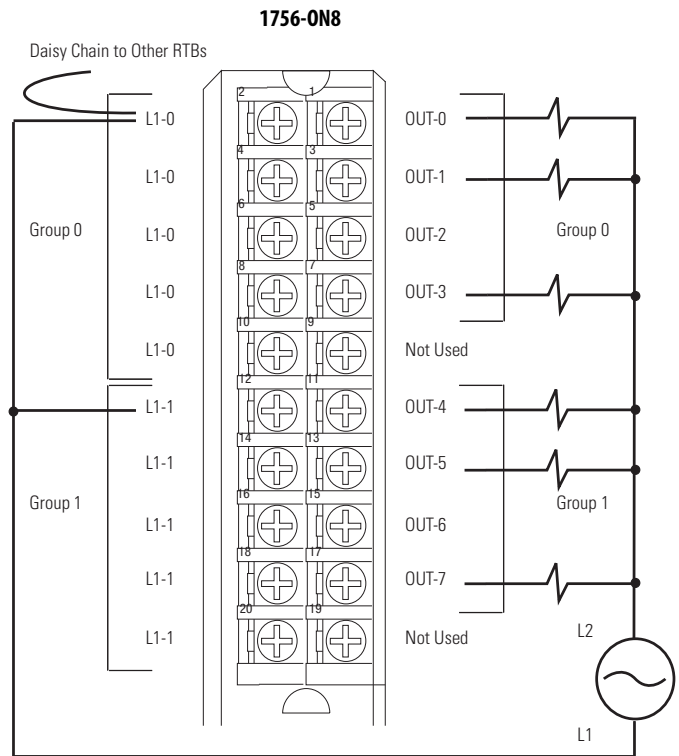 1756-ON8
Daisy Chain to Other RTBs
2 1
L1-0 OUT-0
4 3
L1-0 OUT-1
6 5
Group 0 L1-0 OUT-2 Group 0
8 7
L1-0 OUT-3
10 9
L1-0 Not Used
12 11
L1-1 OUT-4
14 13
L1-1 OUT-5
16 15
Group 1 L1-1 OUT-6 Group 1
18 17
L1-1 OUT-7
20 19
L1-1 Not Used
L2
L1